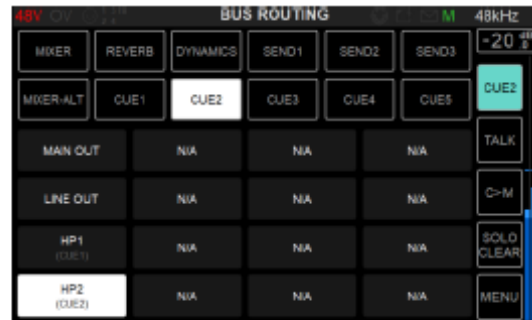 48V OV BUS ROUTING M 48kHz
-20
MIXER REVERB DYNAMICS SEND1 SEND2 SEND3
CUE2
MIXER-ALT CUE1 CUE2 CUE3 CUE4 CUE5
MAIN OUT N/A N/A N/A TALK
LINE OUT N/A N/A N/A C>M
HP1 N/A N/A N/A SOLO
(CUE1) CLEAR
HP2 N/A N/A N/A MENU
(CUE2)